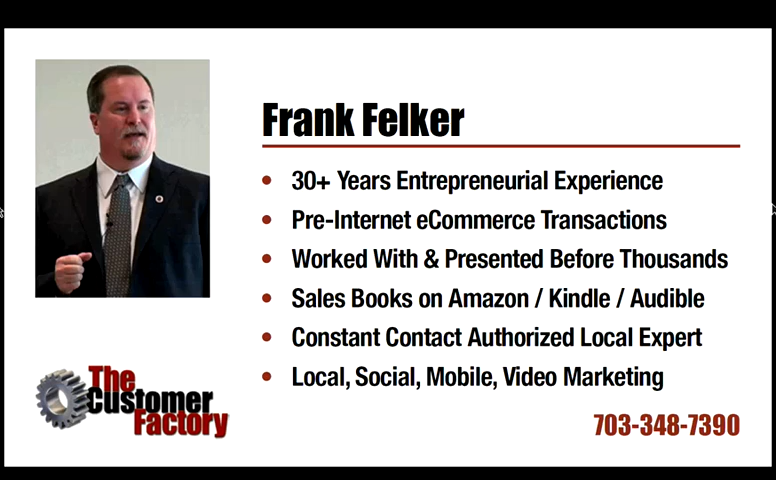 Frank Felker
• 30+ Years Entrepreneurial Experience
• Pre-Internet eCommerce Transactions
• Worked With & Presented Before Thousands
• Sales Books on Amazon / Kindle / Audible
• Constant Contact Authorized Local Expert
• Local, Social, Mobile, Video Marketing
The
Customer
Factory
703-348-7390